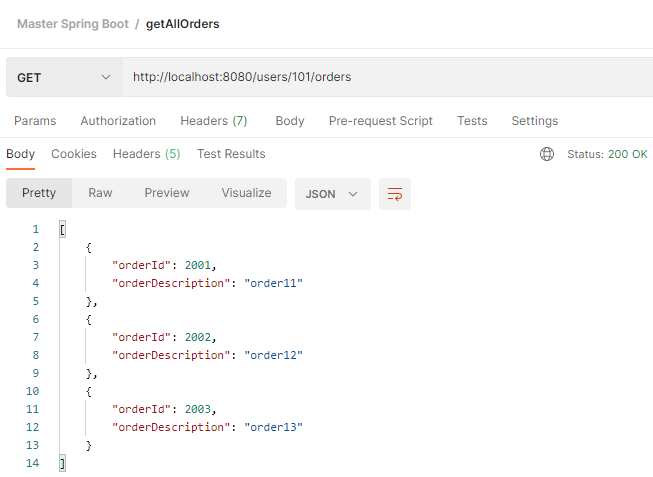 Master Spring Boot / getAllOrders
GET http://localhost:8080/users/101/orders
Params Authorization Headers (7) Body Pre-request Script Tests Settings
Body Cookies Headers (5) Test Results Status: 200 OK
Pretty Raw Preview Visualize JSON
1 [
2 {
3 "orderId": 2001,
4 "orderDescription": "order11"
5 },
6 {
7 "orderId": 2002,
8 "orderDescription": "order12"
9 },
10 {
11 "orderId": 2003,
12 "orderDescription": "order13"
13 }
14 ]